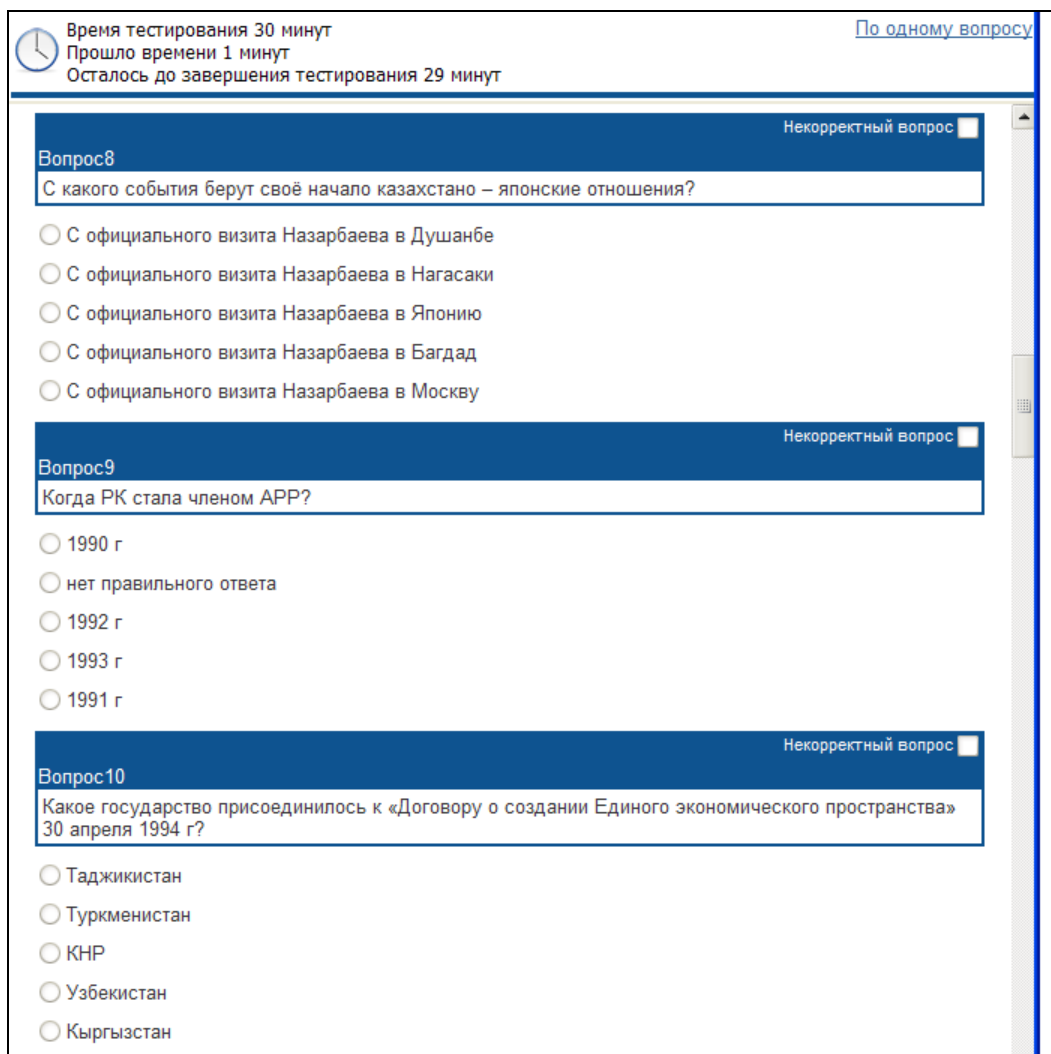 Время тестирования 30 минут
По одному вопросу
Прошло времени 1 минут
Осталось до завершения тестирования 29 минут
Некорректный вопрос
Вопрос8
С какого события берут своё начало казахстано – японские отношения?
С официального визита Назарбаева в Душанбе
С официального визита Назарбаева в Нагасаки
С официального визита Назарбаева в Японию
С официального визита Назарбаева в Багдад
С официального визита Назарбаева в Москву
Некорректный вопрос
Вопрос9
Когда РК стала членом АРР?
1990 г
нет правильного ответа
1992 г
1993 г
1991 г
Некорректный вопрос
Вопрос10
Какое государство присоединилось к «Договору о создании Единого экономического пространства»
30 апреля 1994 г?
Таджикистан
Туркменистан
КНР
Узбекистан
Кыргызстан